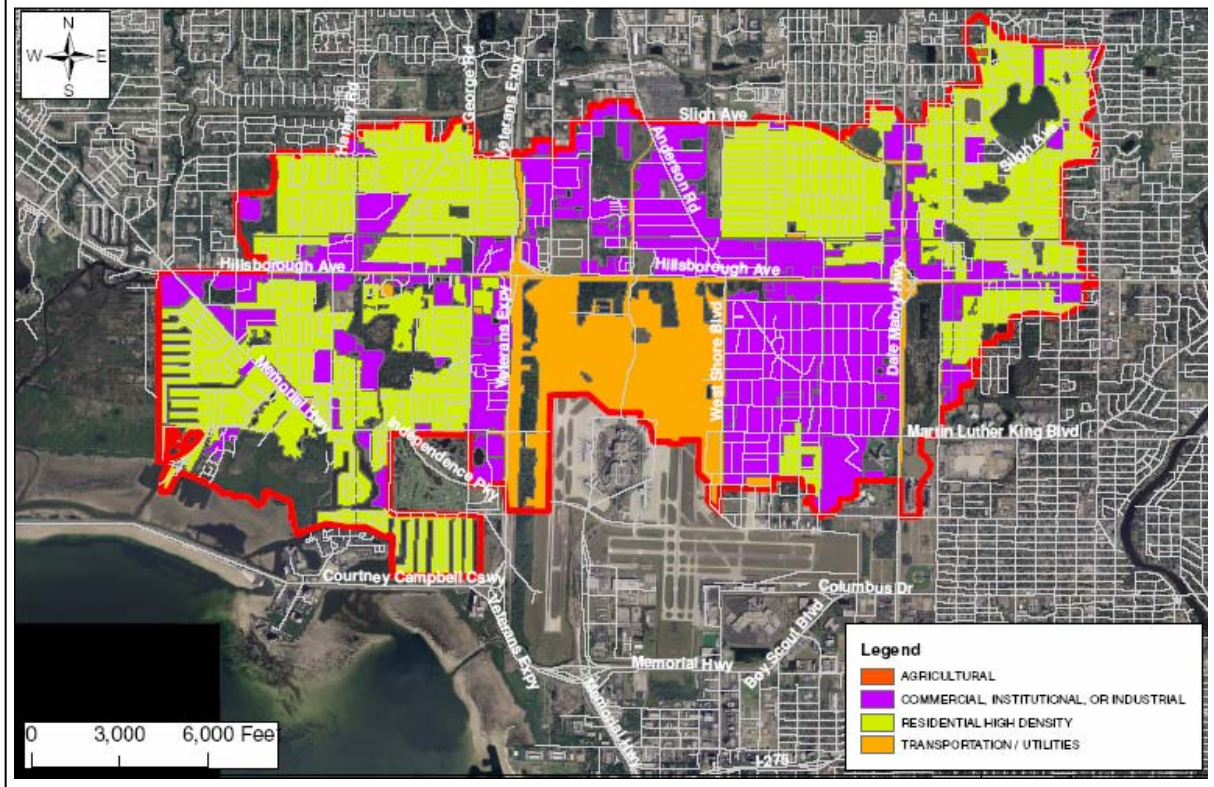 N
W E
S
Hanley Rd
George Rd
Veterans Expy
Sligh Ave
Anderson Rd
Sligh Ave
Hillsborough Ave
Hillsborough Ave
Memorial Hwy
Veterans Expy
West Shore Blvd
Dale Mabry Hwy
Independence Pky
Martin Luther King Blvd
Courtney Campbell Cswy
Veterans Expy
Columbus Dr
Boy Scout Blvd
Memorial Hwy
Memorial Hwy
I-275
0 3,000 6,000 Feet
Legend
AGRICULTURAL
COMMERCIAL, INSTITUTIONAL, OR INDUSTRIAL
RESIDENTIAL HIGH DENSITY
TRANSPORTATION / UTILITIES